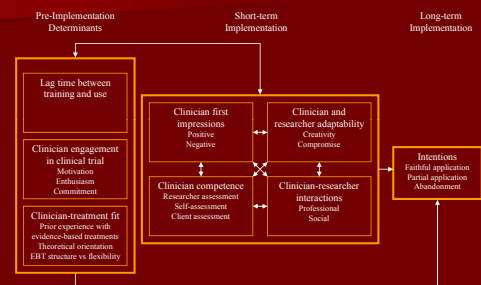 Pre-Implementation
Determinants
Short-term
Implementation
Long-term
Implementation
Lag time between
training and use
Clinician engagement
in clinical trial
Motivation
Enthusiasm
Commitment
Clinician-treatment fit
Prior experience with
evidence-based treatments
Theoretical orientation
EBT structure vs flexibility
Clinician first
impressions
Positive
Negative
Clinician and
researcher adaptability
Creativity
Compromise
Clinician competence
Researcher assessment
Self-assessment
Client assessment
Clinician-researcher
interactions
Professional
Social
Intentions
Faithful application
Partial application
Abandonment